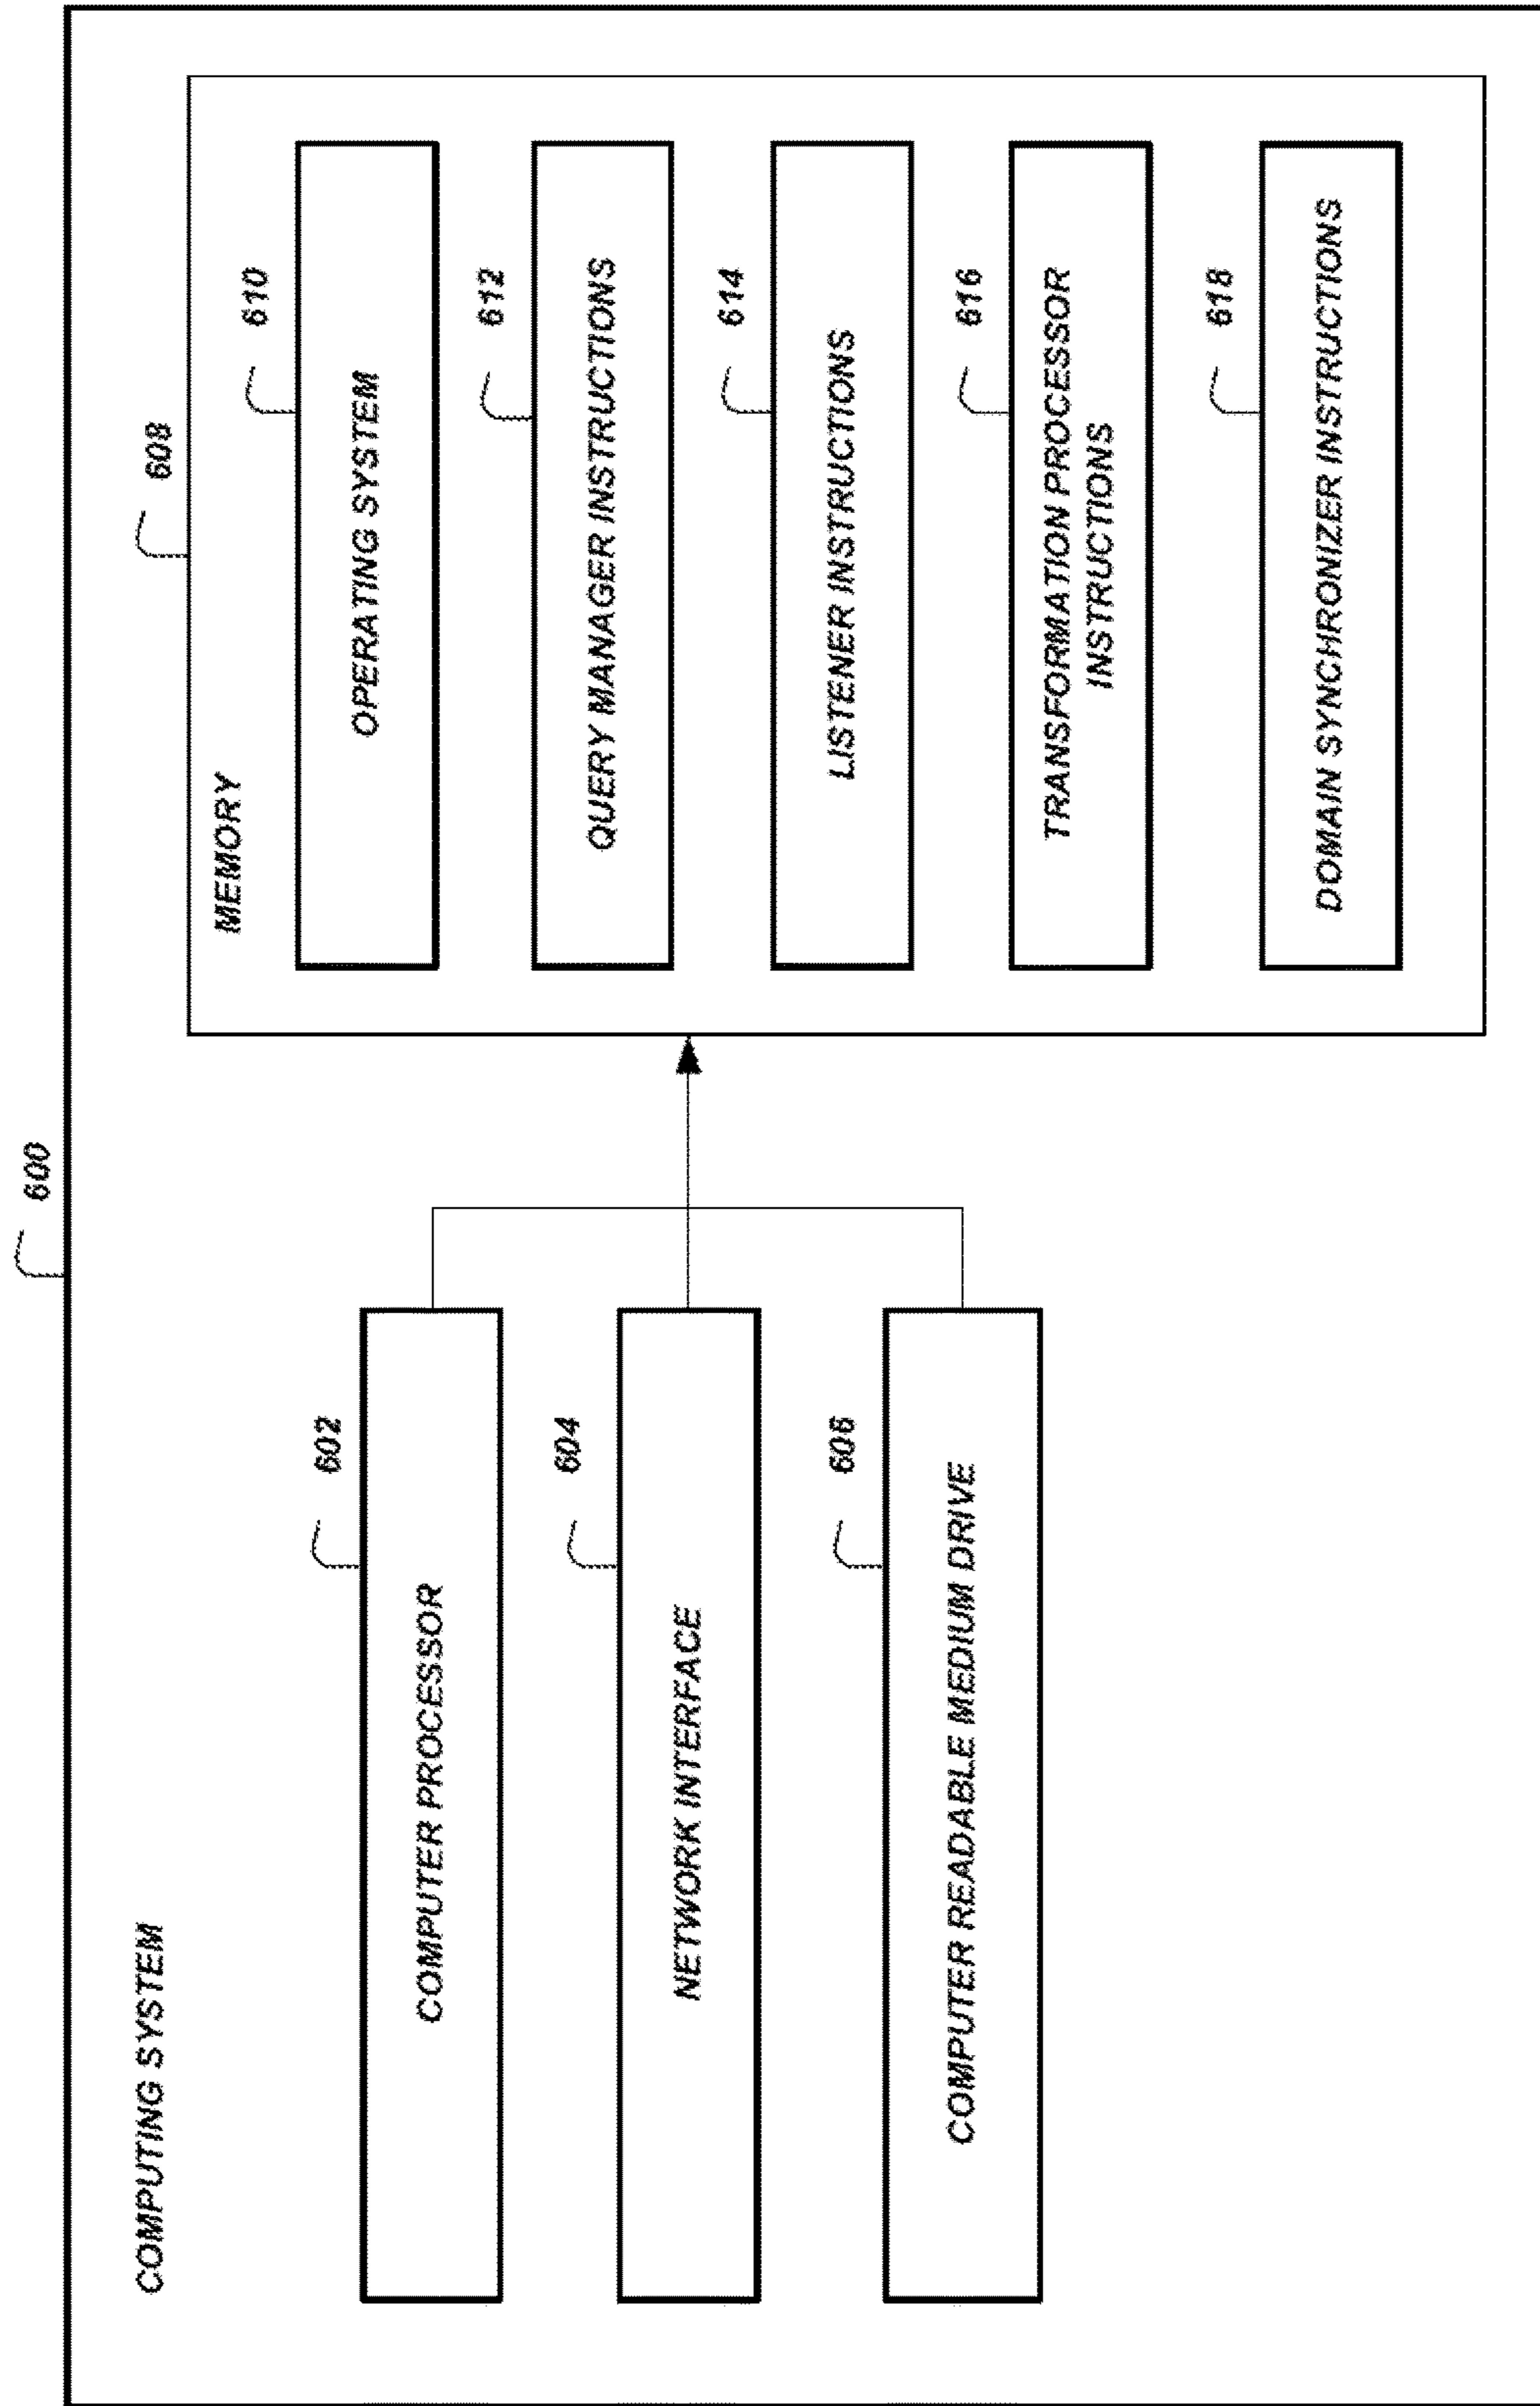 600
COMPUTING SYSTEM
602
COMPUTER PROCESSOR
604
NETWORK INTERFACE
606
COMPUTER READABLE MEDIUM DRIVE
608
MEMORY
610
OPERATING SYSTEM
612
QUERY MANAGER INSTRUCTIONS
614
LISTENER INSTRUCTIONS
616
TRANSFORMATION PROCESSOR
INSTRUCTIONS
618
DOMAIN SYNCHRONIZER INSTRUCTIONS